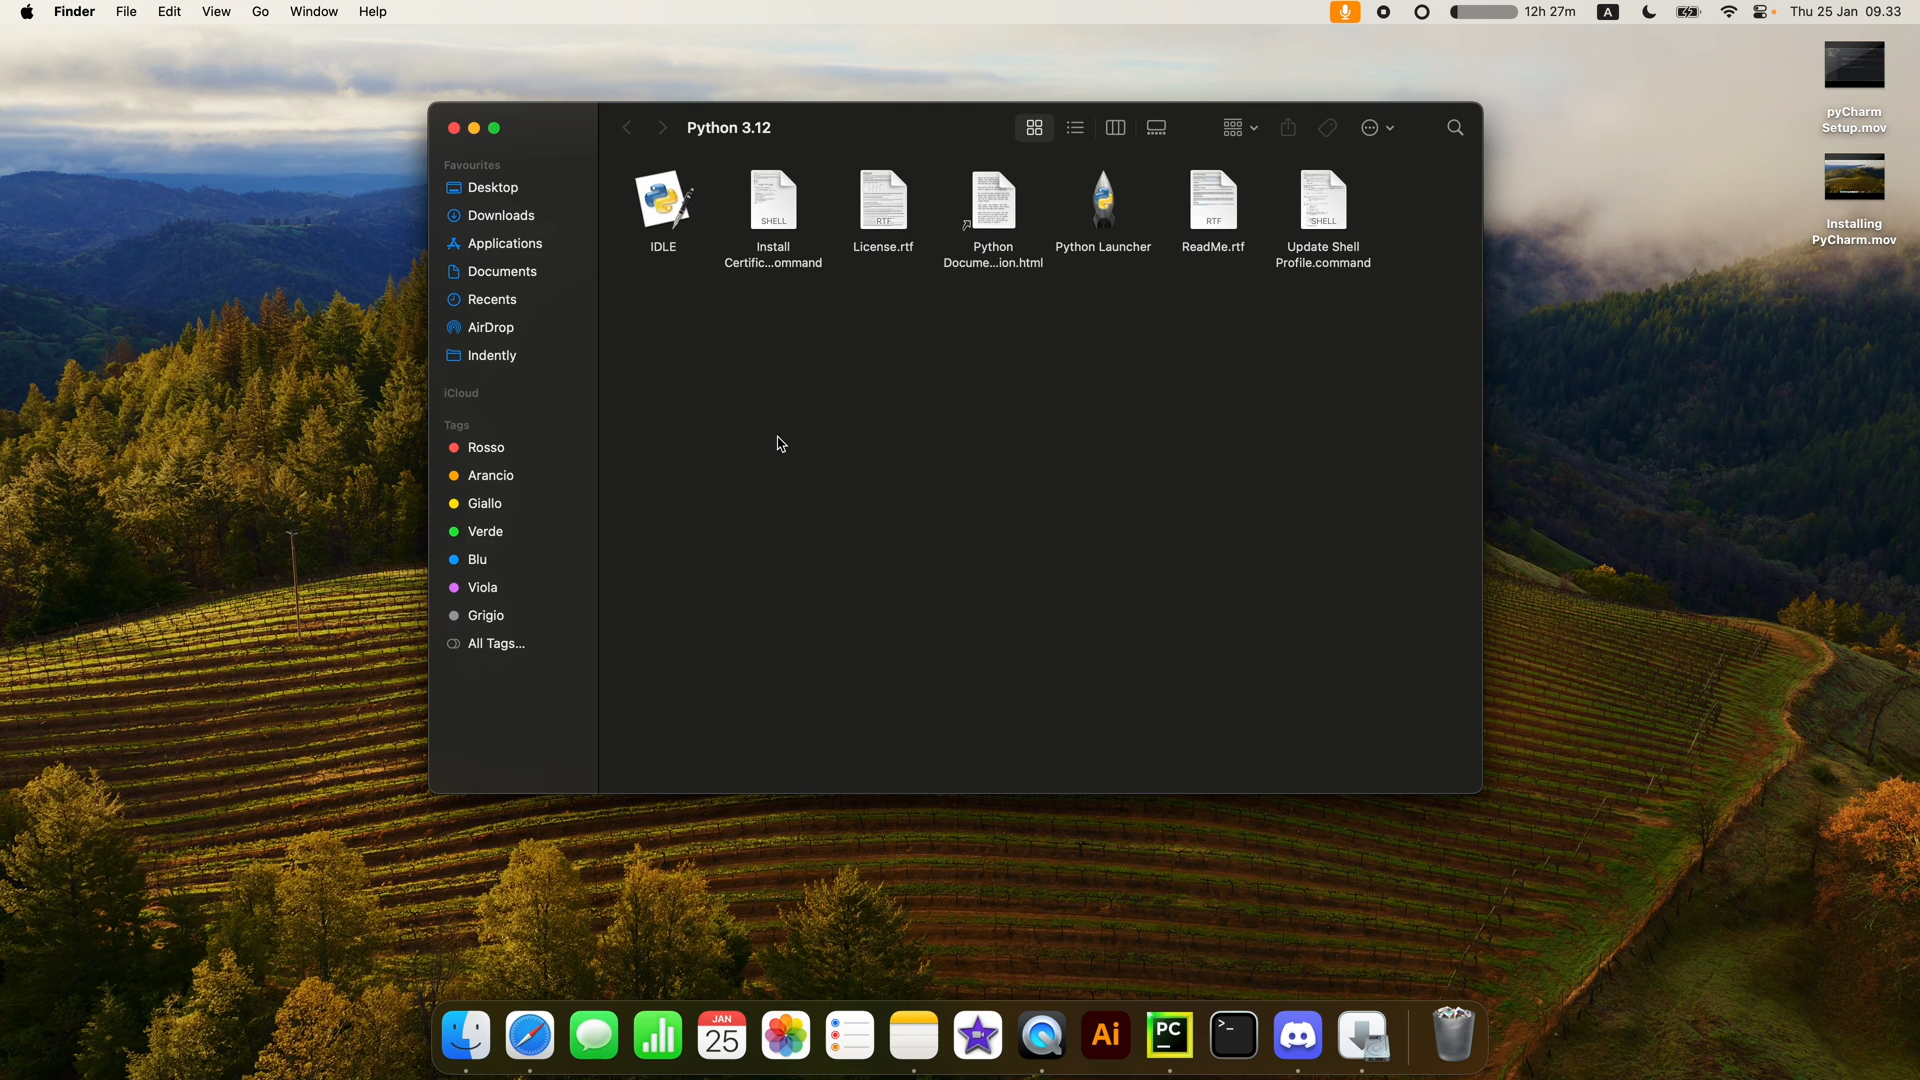 Finder File Edit View Go Window Help
12h 27m A Thu 25 Jan 09.33
pyCharm
Setup.mov
Installing
PyCharm.mov
Python 3.12
Favourites
Desktop
Downloads
Applications
Documents
Recents
AirDrop
Indently
iCloud
Tags
Rosso
Arancio
Giallo
Verde
Blu
Viola
Grigio
All Tags...
IDLE
SHELL
Install
Certific...ommand
RTF
License.rtf
Python
Docume...ion.html
Python Launcher
RTF
ReadMe.rtf
SHELL
Update Shell
Profile.command
JAN
25
Ai
PC
>_